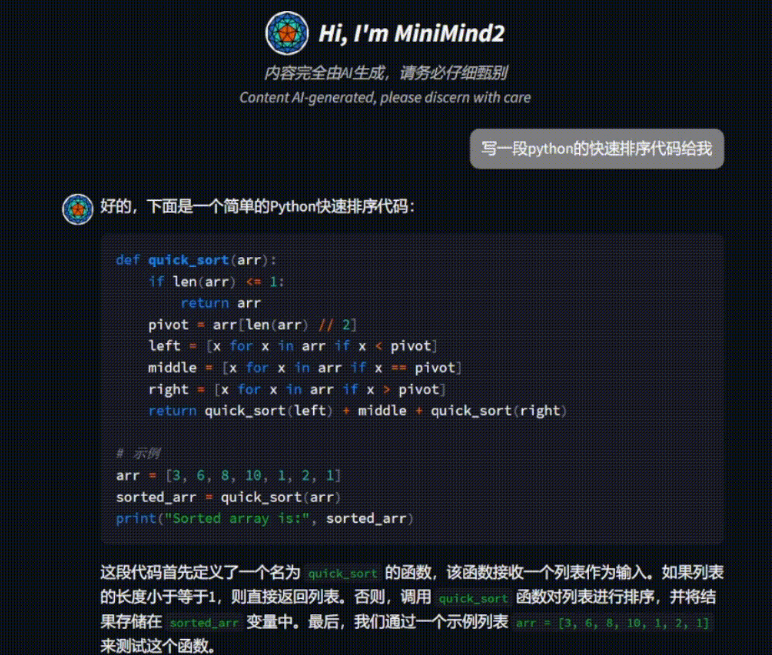 Hi, I'm MiniMind2
内容完全由AI生成，请务必仔细甄别
Content AI-generated, please discern with care
写一段python的快速排序代码给我
好的，下面是一个简单的Python快速排序代码：
def quick_sort(arr):
    if len(arr) <= 1:
        return arr
    pivot = arr[len(arr) // 2]
    left = [x for x in arr if x < pivot]
    middle = [x for x in arr if x == pivot]
    right = [x for x in arr if x > pivot]
    return quick_sort(left) + middle + quick_sort(right)
# 示例
arr = [3, 6, 8, 10, 1, 2, 1]
sorted_arr = quick_sort(arr)
print("Sorted array is:", sorted_arr)
这段代码首先定义了一个名为 quick_sort 的函数，该函数接收一个列表作为输入。如果列表
的长度小于等于1，则直接返回列表。否则，调用 quick_sort 函数对列表进行排序，并将结
果存储在 sorted_arr 变量中。最后，我们通过一个示例列表 arr = [3, 6, 8, 10, 1, 2, 1]
来测试这个函数。